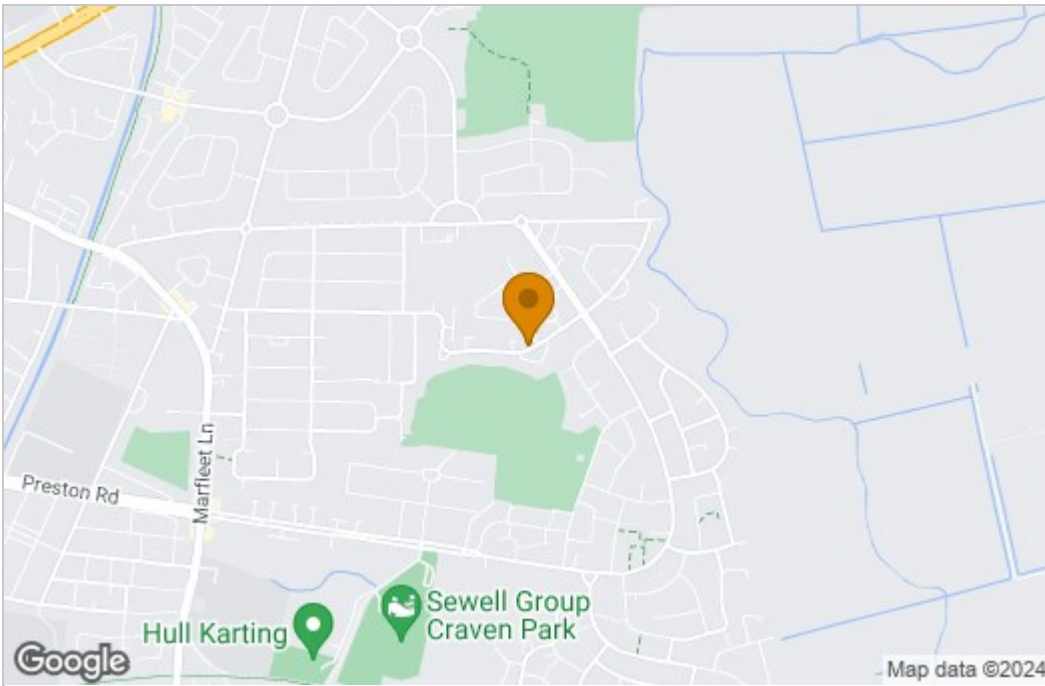 Preston Rd
Marfleet Ln
Sewell Group
Craven Park
Hull Karting
Google
Map data ©2024